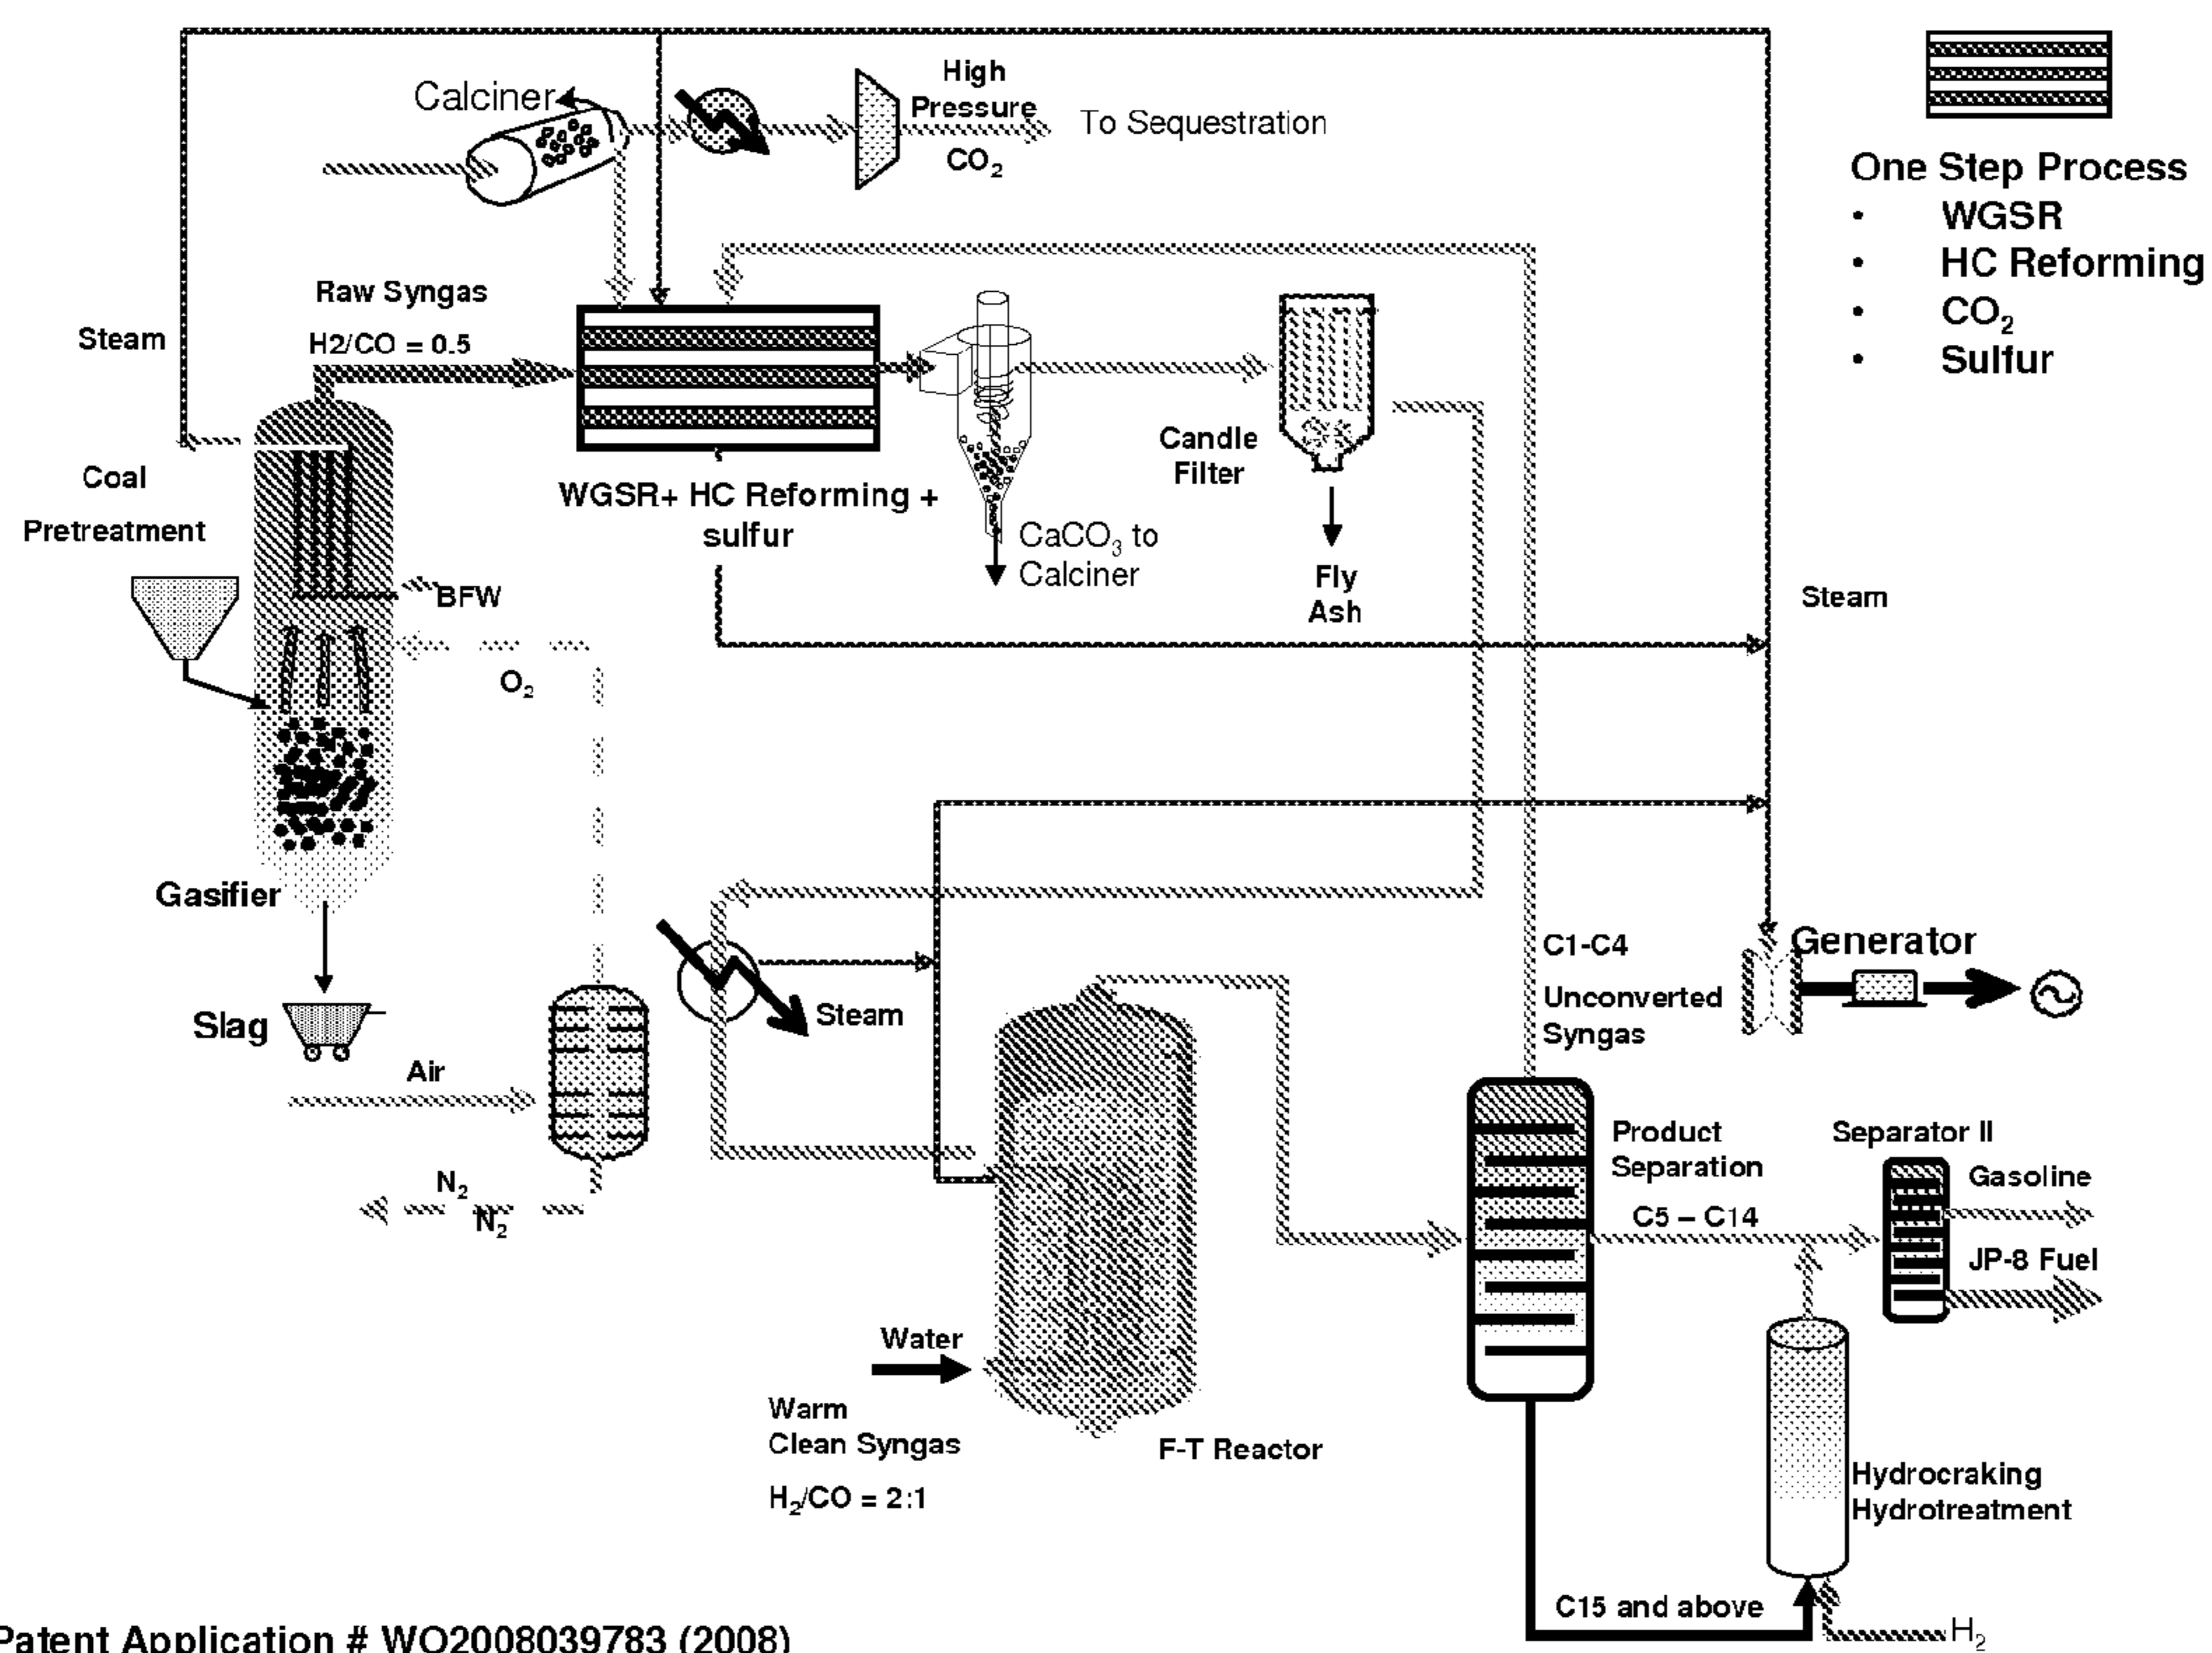 Calciner
High
Pressure
CO2
To Sequestration
One Step Process
• WGSR
• HC Reforming
• CO2
• Sulfur
Raw Syngas
H2/CO = 0.5
Steam
Coal
Pretreatment
WGSR+ HC Reforming +
sulfur
CaCO3 to
Calciner
Candle
Filter
Fly
Ash
BFW
O2
Steam
Gasifier
Slag
Air
N2
N2
Steam
C1-C4
Unconverted
Syngas
Generator
Product
Separation
C5 – C14
Separator II
Gasoline
JP-8 Fuel
Water
Warm
Clean Syngas
H2/CO = 2:1
F-T Reactor
Hydrocraking
Hydrotreatment
C15 and above
H2
Patent Application # WO2008039783 (2008)